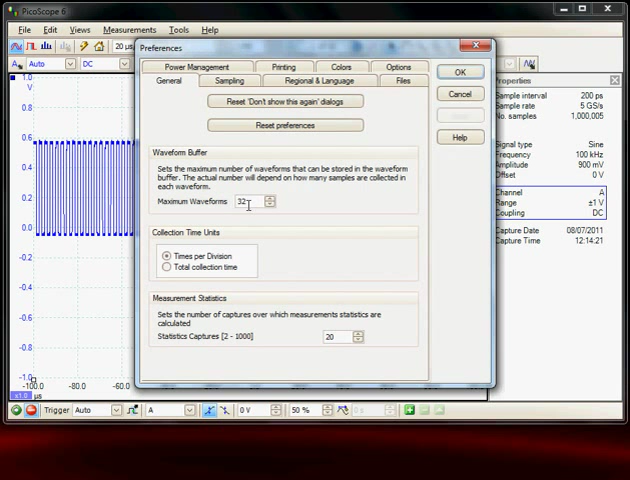 PicoScope 6
File Edit Views Measurements Tools Help
20 µs
A Auto DC
1.0
V
0.8
0.6
0.4
0.2
0.0
-0.2
-0.4
-0.6
-0.8
-1.0
-100.0 -80.0 -60.0
x1.0 µs
Preferences
Power Management Printing Colors Options
General Sampling Regional & Language Files
Reset 'Don't show this again' dialogs
Reset preferences
Waveform Buffer
Sets the maximum number of waveforms that can be stored in the waveform
buffer. The actual number will depend on how many samples are collected in
each waveform.
Maximum Waveforms 32
Collection Time Units
Times per Division
Total collection time
Measurement Statistics
Sets the number of captures over which measurements statistics are
calculated
Statistics Captures [2 - 1000] 20
OK
Cancel
Help
Properties
Sample interval 200 ps
Sample rate 5 GS/s
No. samples 1,000,005
Signal type Sine
Frequency 100 kHz
Amplitude 900 mV
Offset 0 V
Channel A
Range ±1 V
Coupling DC
Capture Date 08/07/2011
Capture Time 12:14:21
Trigger Auto A 0 V 50 % 0 s